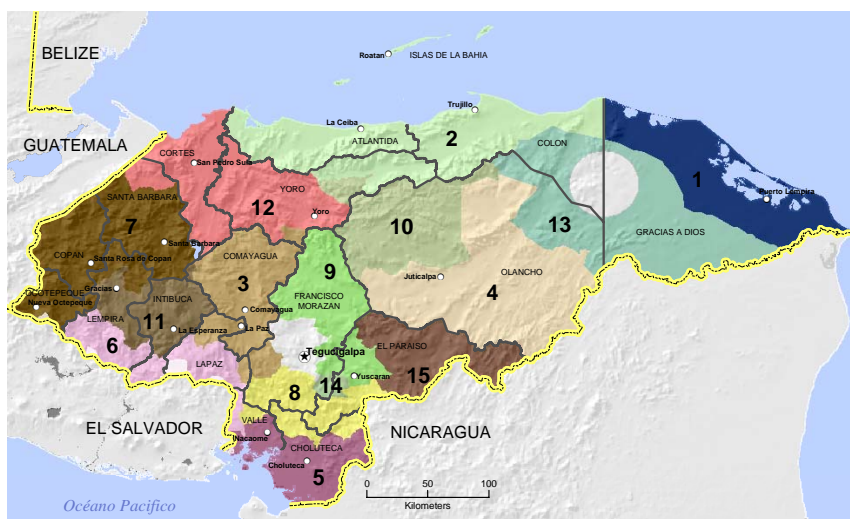 BELIZE
Roatan
ISLAS DE LA BAHIA
Trujillo
La Ceiba
2
ATLANTIDA
COLON
GUATEMALA
CORTES
San Pedro Sula
1
Puerto Lempira
SANTA BARBARA
YORO
12
Yoro
7
10
13
GRACIAS A DIOS
Santa Barbara
COPAN
Santa Rosa de Copan
COMAYAGUA
9
OLANCHO
Juticalpa
4
Gracias
3
FRANCISCO
MORAZAN
OCOTEPEQUE
Nueva Octepeque
INTIBUCA
Comayagua
LEMPIRA
11
La Esperanza
La Paz
6
EL PARAISO
Tegucigalpa
LAPAZ
15
Yuscaran
14
8
EL SALVADOR
VALLE
Nacaome
NICARAGUA
CHOLUTECA
Choluteca
5
0 50 100
Kilometers
Océano Pacifico